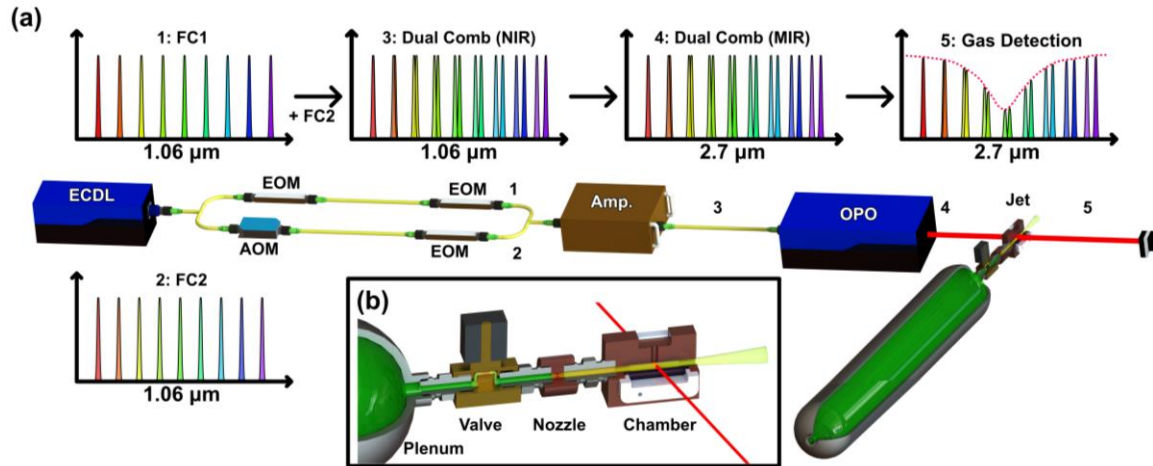 (a)
1: FC1
1.06 µm
+ FC2
3: Dual Comb (NIR)
1.06 µm
4: Dual Comb (MIR)
2.7 µm
5: Gas Detection
2.7 µm
ECDL
EOM
AOM
EOM
1
EOM
2
Amp.
3
OPO
4
Jet
5
2: FC2
1.06 µm
(b)
Plenum
Valve
Nozzle
Chamber